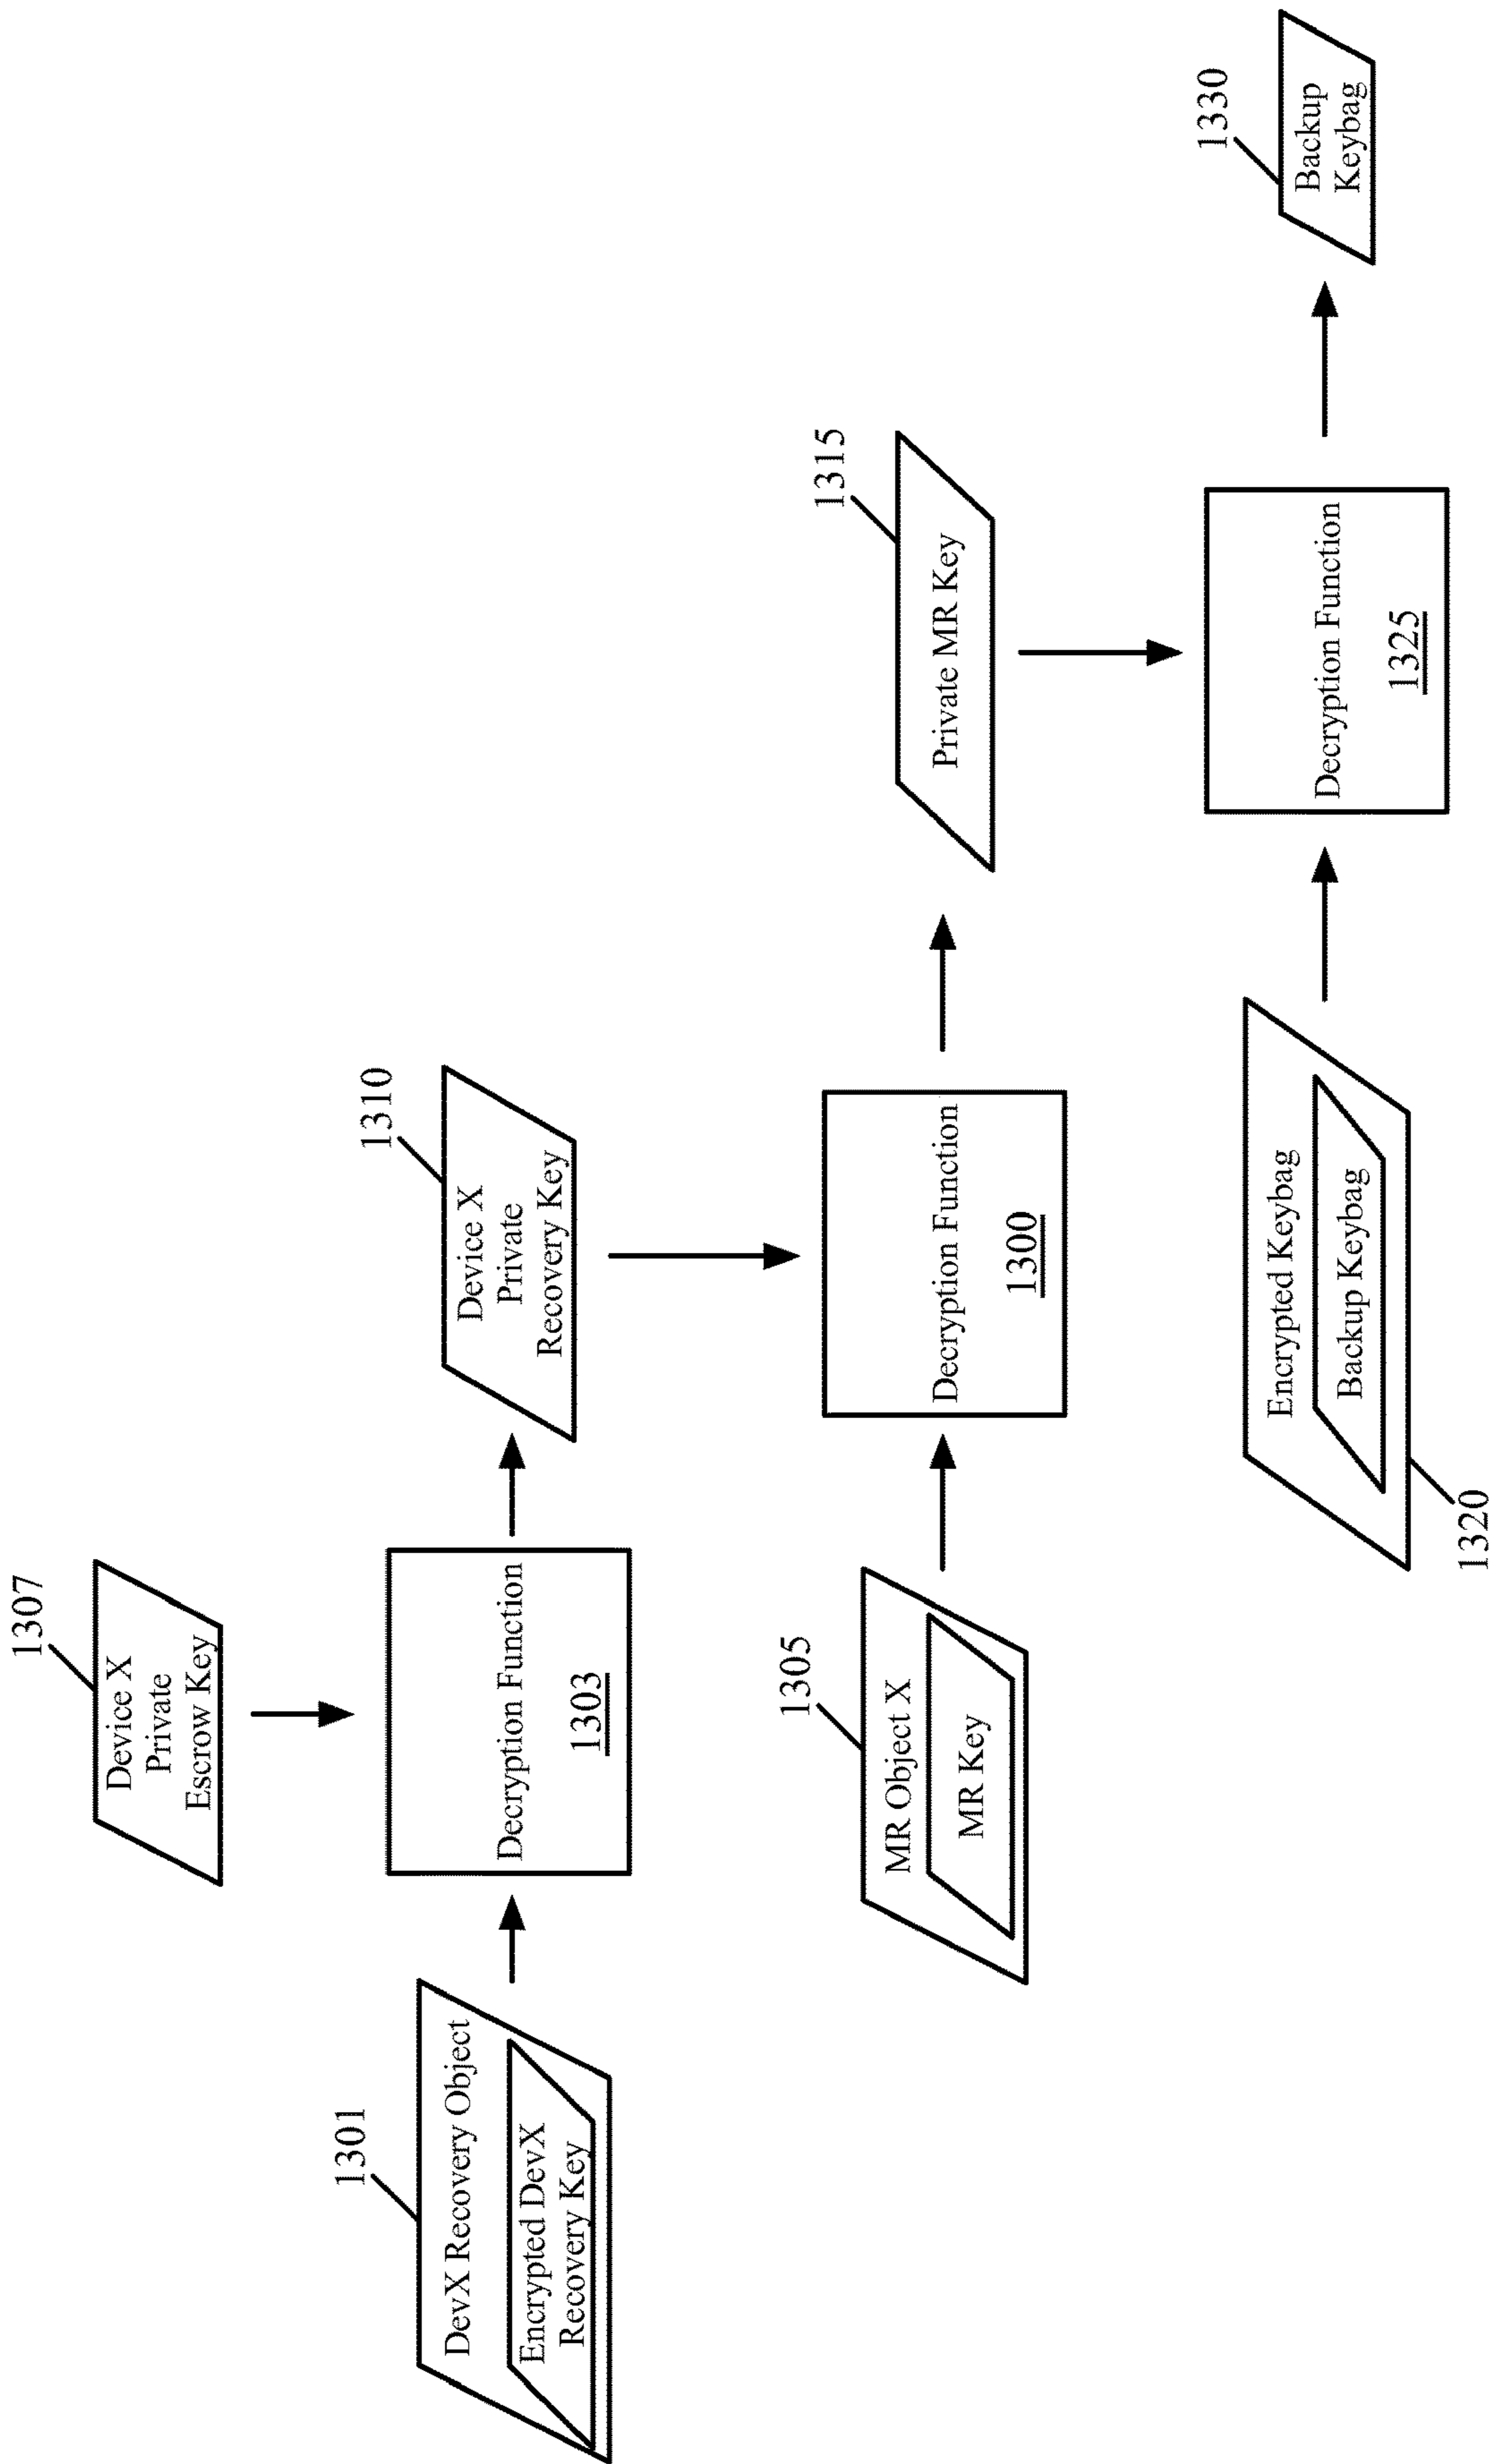 1307
Device X
Private
Escrow Key
1301
DevX Recovery Object
Encrypted DevX
Recovery Key
Decryption Function
1303
1310
Device X
Private
Recovery Key
1305
MR Object X
MR Key
Decryption Function
1300
1315
Private MR Key
Encrypted Keybag
Backup Keybag
1320
Decryption Function
1325
1330
Backup
Keybag